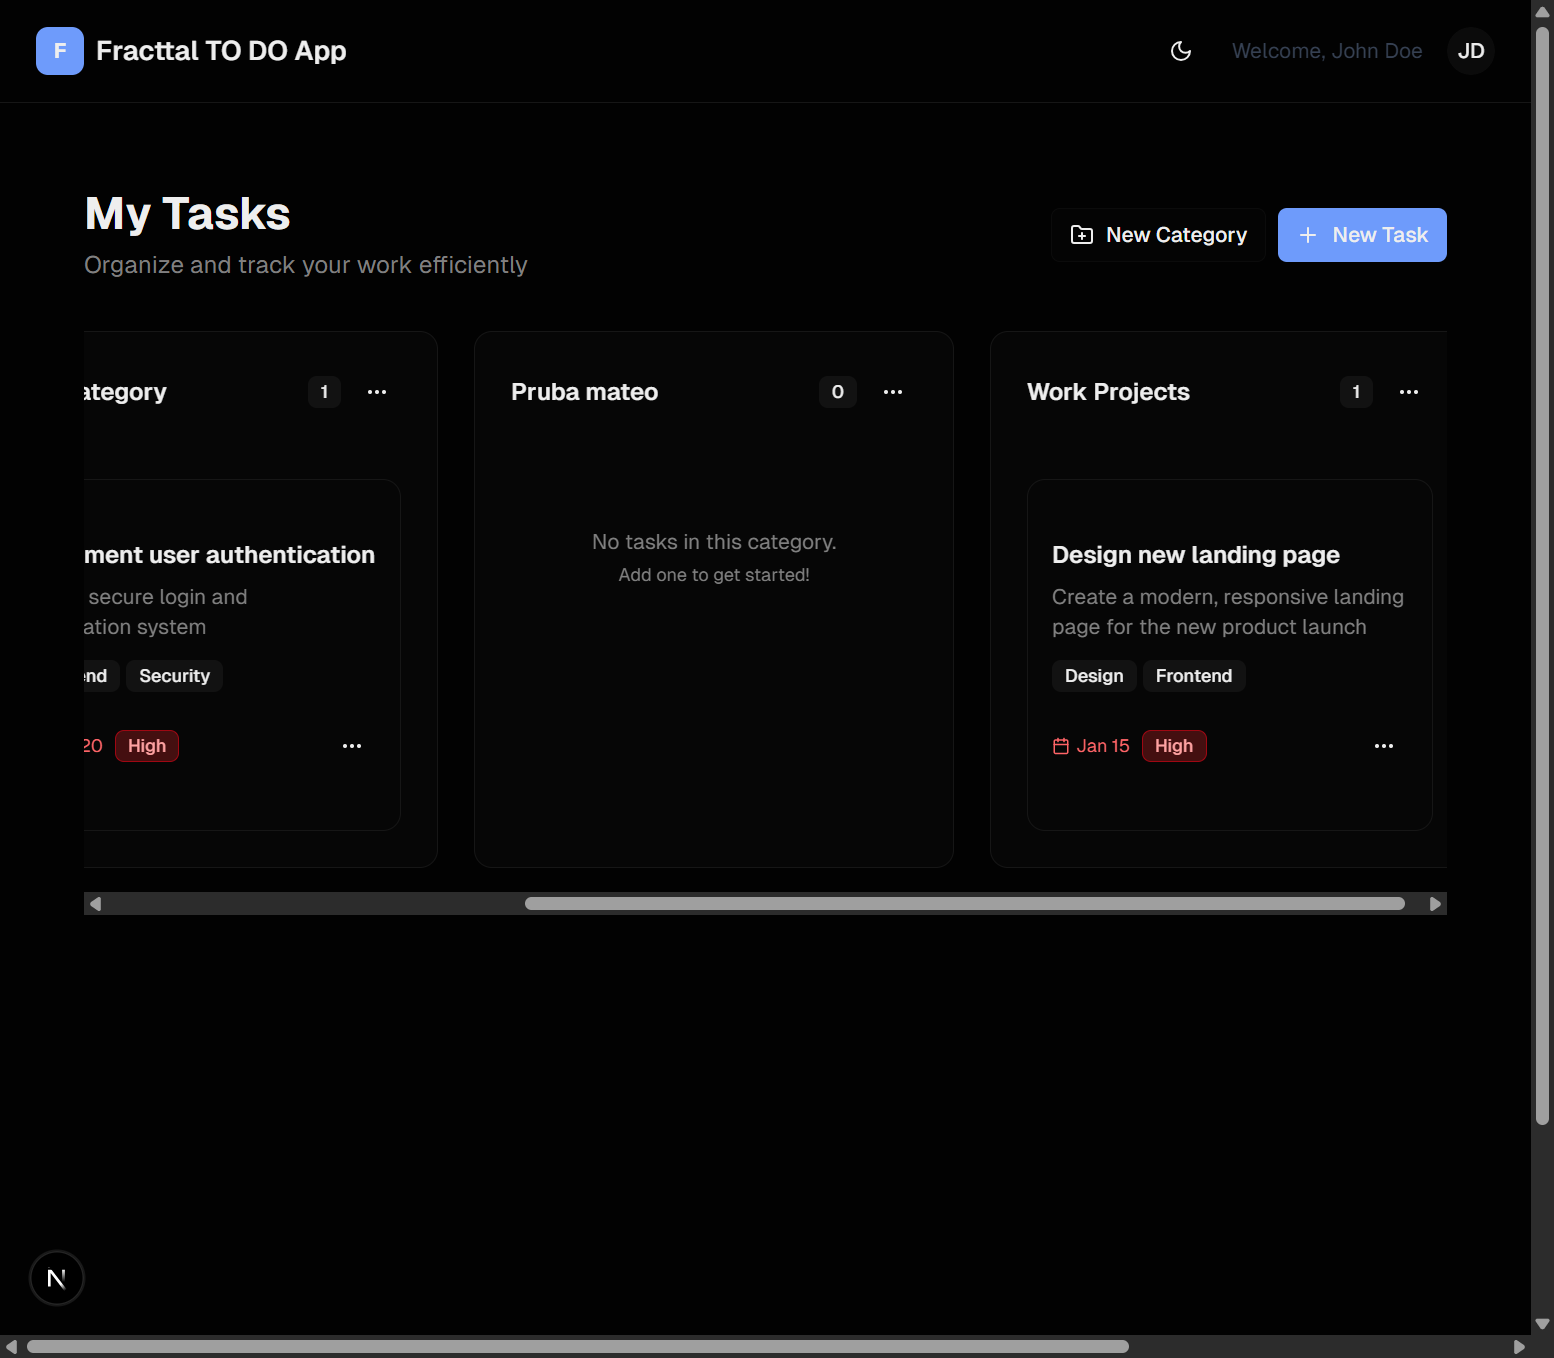 F Fracttal TO DO App
Welcome, John Doe JD
My Tasks
Organize and track your work efficiently
New Category
New Task
ategory 1
ment user authentication
secure login and
ation system
end Security
20 High
Pruba mateo 0
No tasks in this category.
Add one to get started!
Work Projects 1
Design new landing page
Create a modern, responsive landing
page for the new product launch
Design Frontend
Jan 15 High
N